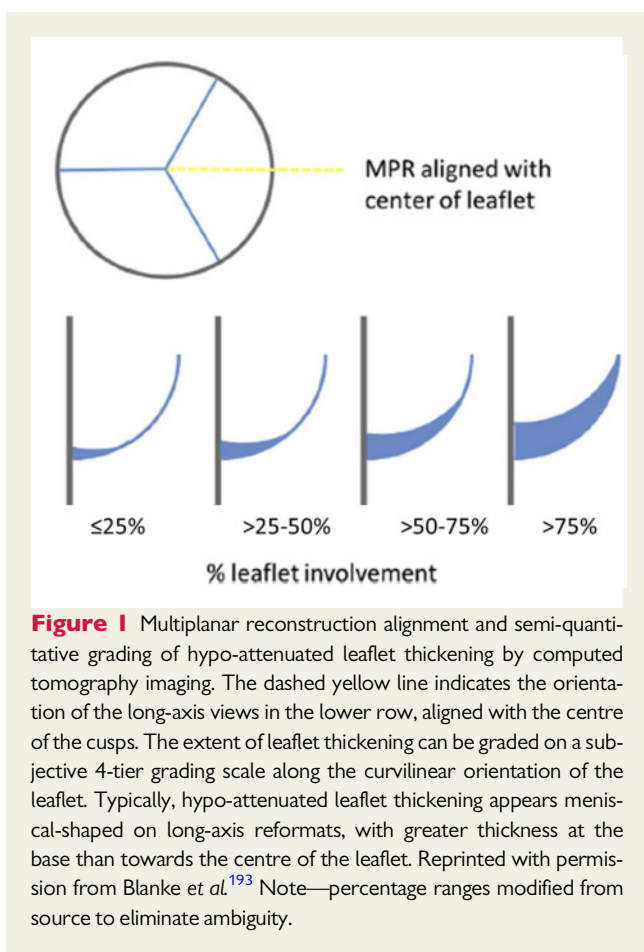 MPR aligned with
center of leaflet
≤25% >25-50% >50-75% >75%
% leaflet involvement
Figure 1 Multiplanar reconstruction alignment and semi-quanti-
tative grading of hypo-attenuated leaflet thickening by computed
tomography imaging. The dashed yellow line indicates the orienta-
tion of the long-axis views in the lower row, aligned with the centre
of the cusps. The extent of leaflet thickening can be graded on a sub-
jective 4-tier grading scale along the curvilinear orientation of the
leaflet. Typically, hypo-attenuated leaflet thickening appears menis-
cal-shaped on long-axis reformats, with greater thickness at the
base than towards the centre of the leaflet. Reprinted with permis-
sion from Blanke et al.193 Note—percentage ranges modified from
source to eliminate ambiguity.